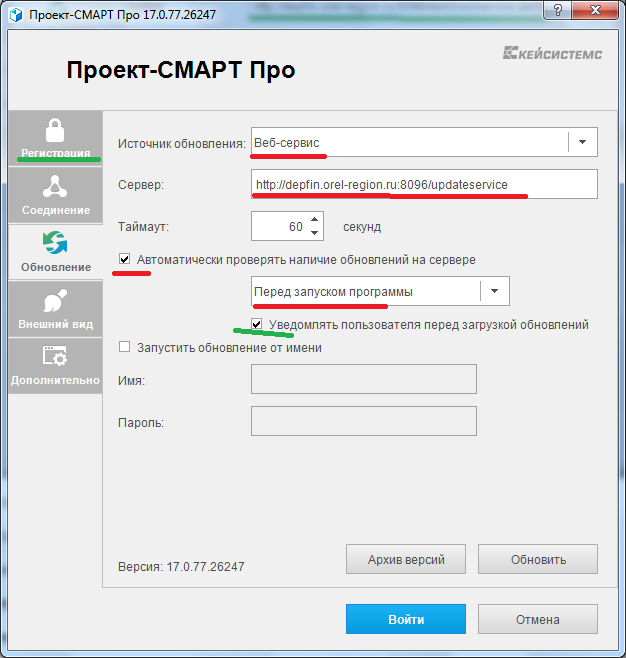 Проект-СМАРТ Про 17.0.77.26247
Проект-СМАРТ Про
КЕЙСИСТЕМС
Регистрация
Соединение
Обновление
Внешний вид
Дополнительно
Источник обновления: Веб-сервис
Сервер: http://depfin.orel-region.ru:8096/updateservice
Таймаут: 60 секунд
Автоматически проверять наличие обновлений на сервере
Перед запуском программы
Уведомлять пользователя перед загрузкой обновлений
Запустить обновление от имени
Имя:
Пароль:
Версия: 17.0.77.26247
Архив версий
Обновить
Войти
Отмена